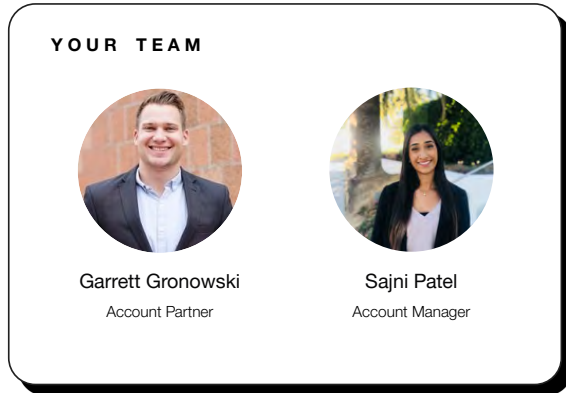 YOUR TEAM
Garrett Gronowski
Sajni Patel
Account Partner
Account Manager